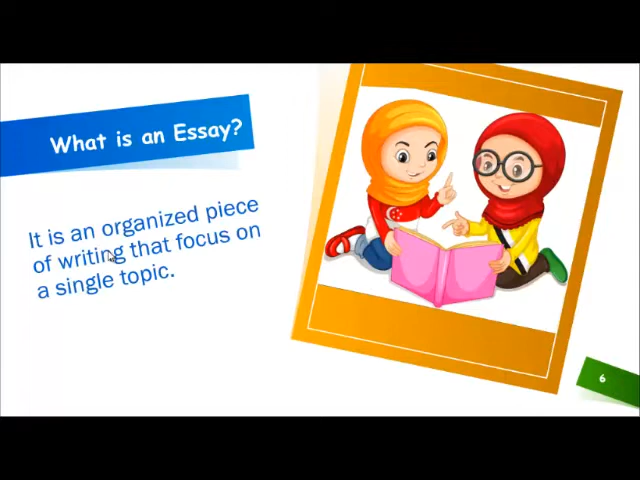 What is an Essay?
It is an organized piece
of writing that focus on
a single topic.
6